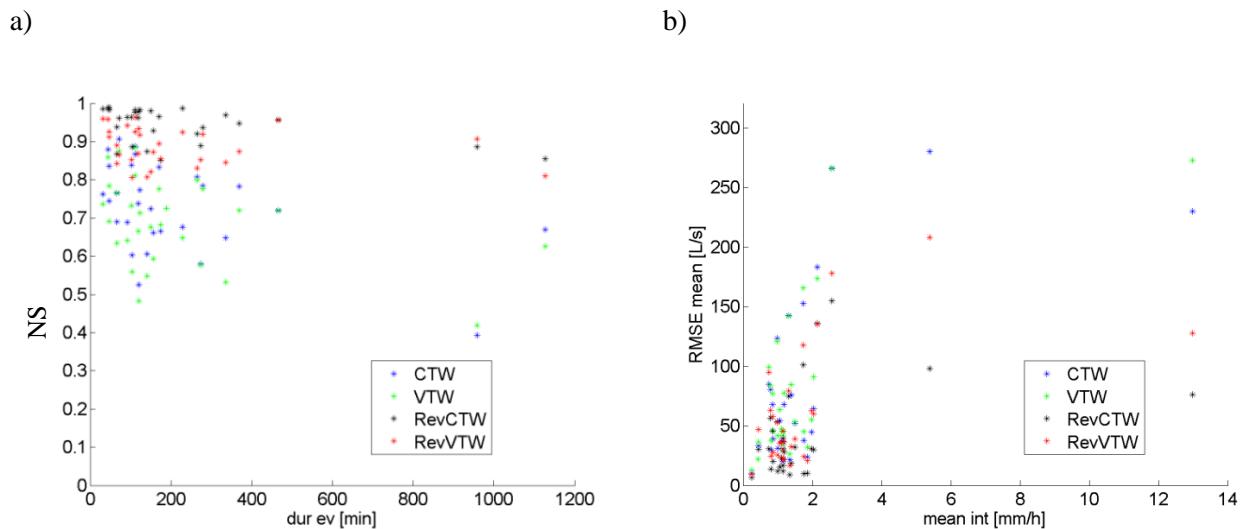 a)
1
0.9
0.8
0.7
0.6
0.5
0.4
0.3
0.2
0.1
0
NS
0 200 400 600 800 1000 1200
dur ev [min]
CTW
VTW
RevCTW
RevVTW
b)
300
250
200
150
100
50
0
RMSE mean [L/s]
0 2 4 6 8 10 12 14
mean int [mm/h]
CTW
VTW
RevCTW
RevVTW